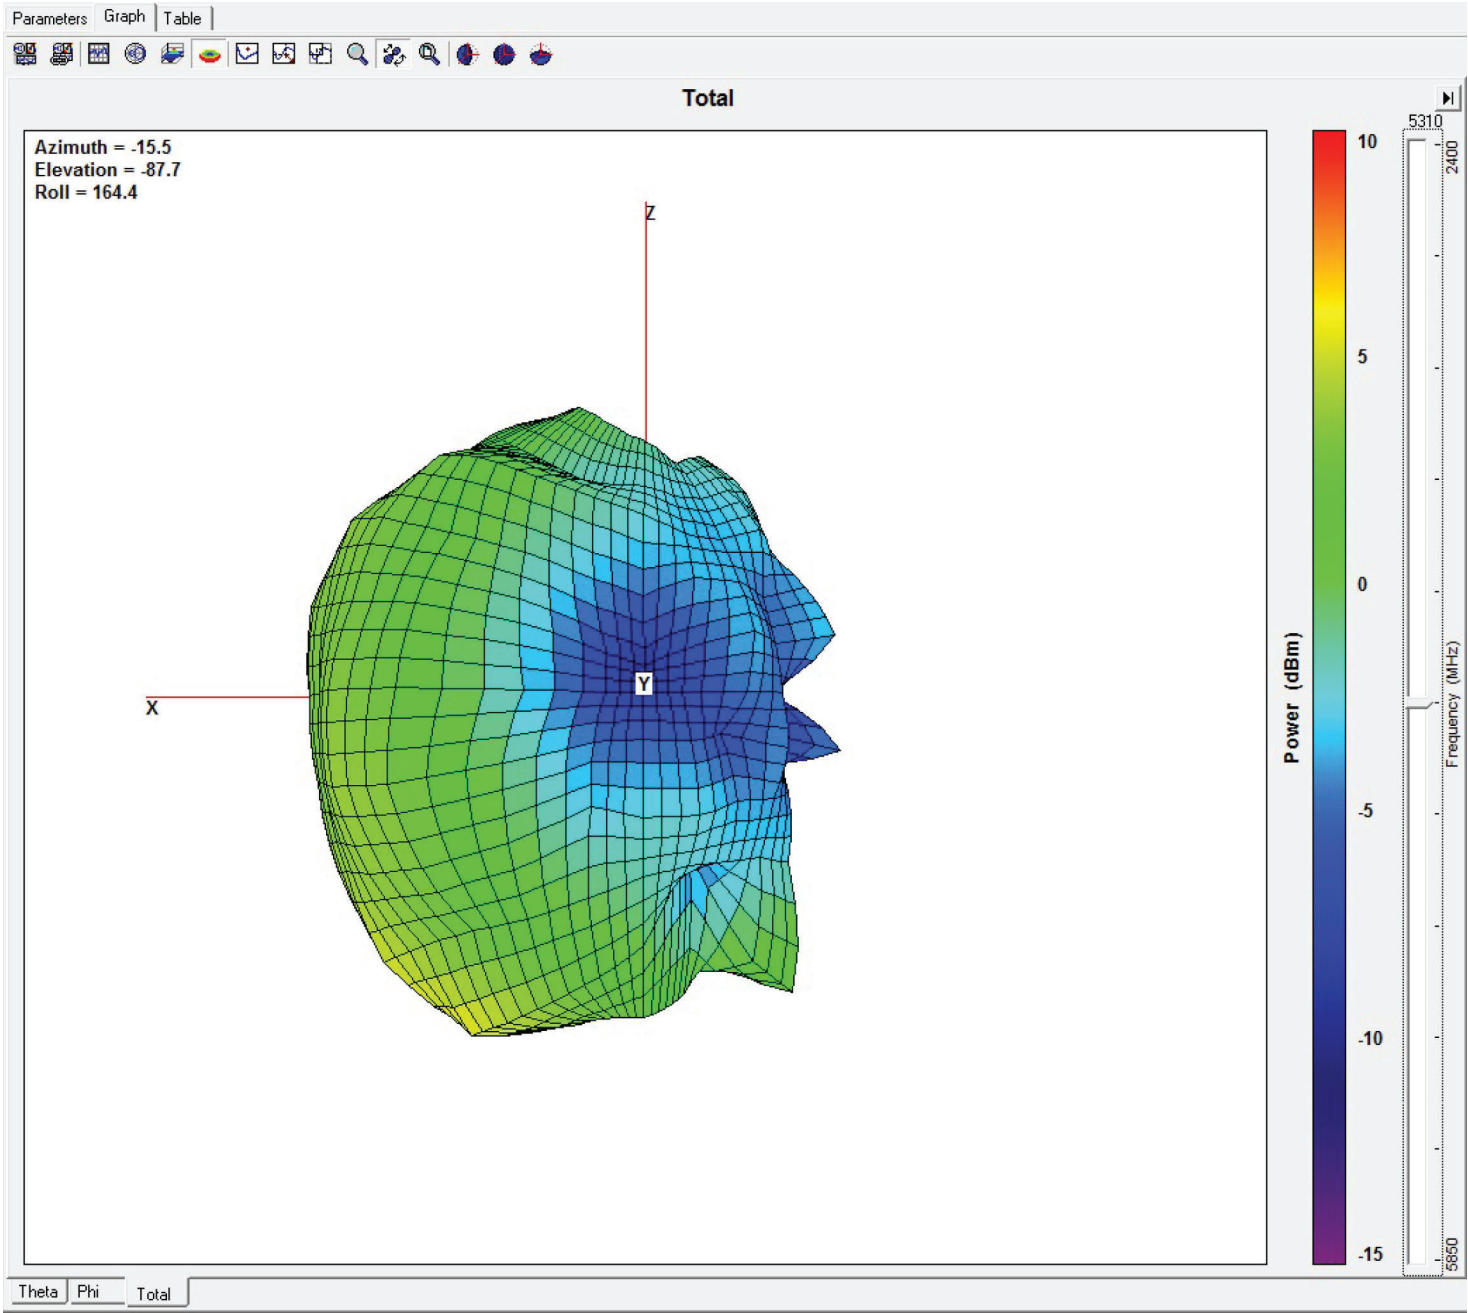 Parameters Graph Table
Total
Azimuth = -15.5
Elevation = -87.7
Roll = 164.4
Z
X
Y
10
5
0
-5
-10
-15
Power (dBm)
5310
2400
Frequency (MHz)
5850
Theta Phi Total